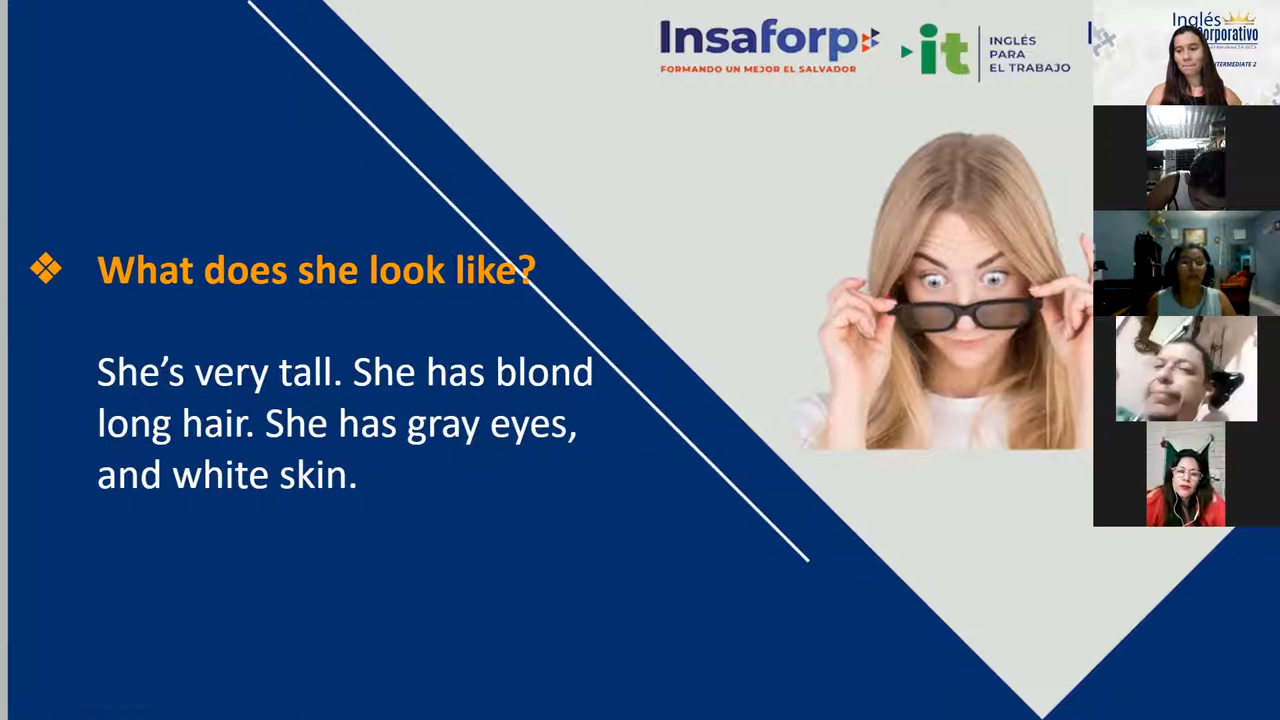 Insaforp
FORMANDO UN MEJOR EL SALVADOR
it
INGLÉS
PARA
EL TRABAJO
Inglés
orporativo
NTERMEDIATE 2
❖ What does she look like?
She’s very tall. She has blond
long hair. She has gray eyes,
and white skin.